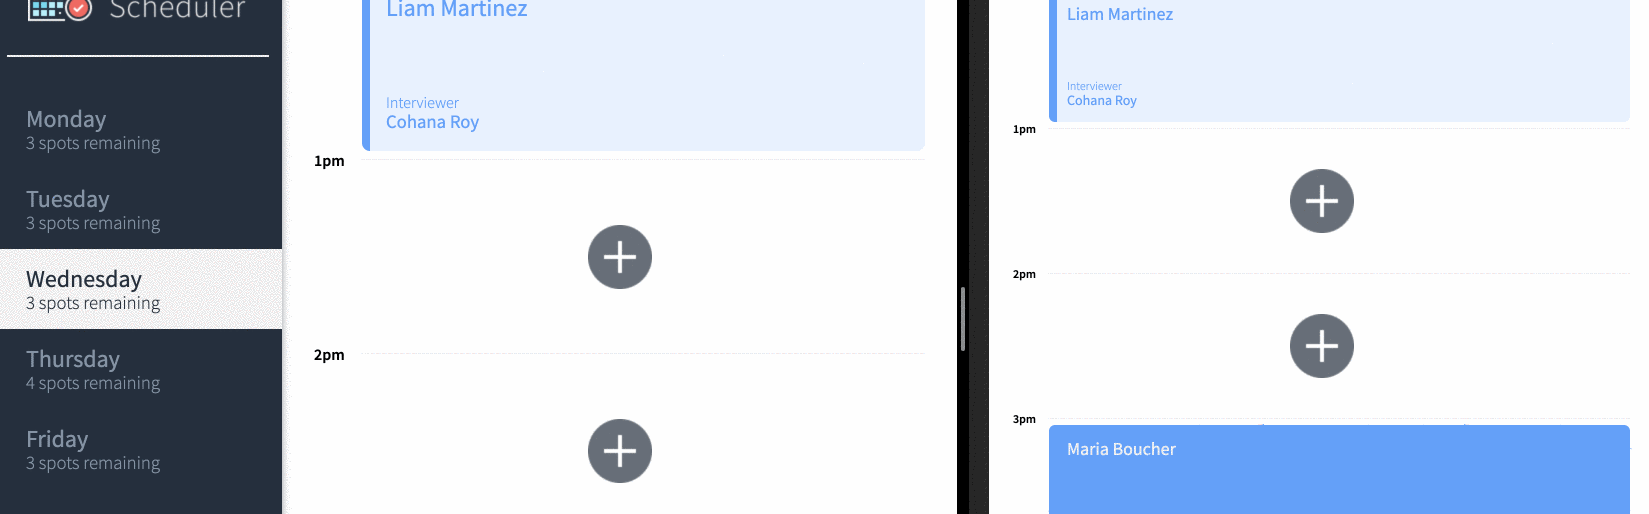 Scheduler
Monday
3 spots remaining
Tuesday
3 spots remaining
Wednesday
3 spots remaining
Thursday
4 spots remaining
Friday
3 spots remaining
Liam Martinez
Interviewer
Cohana Roy
1pm
2pm
Liam Martinez
Interviewer
Cohana Roy
1pm
2pm
3pm
Maria Boucher